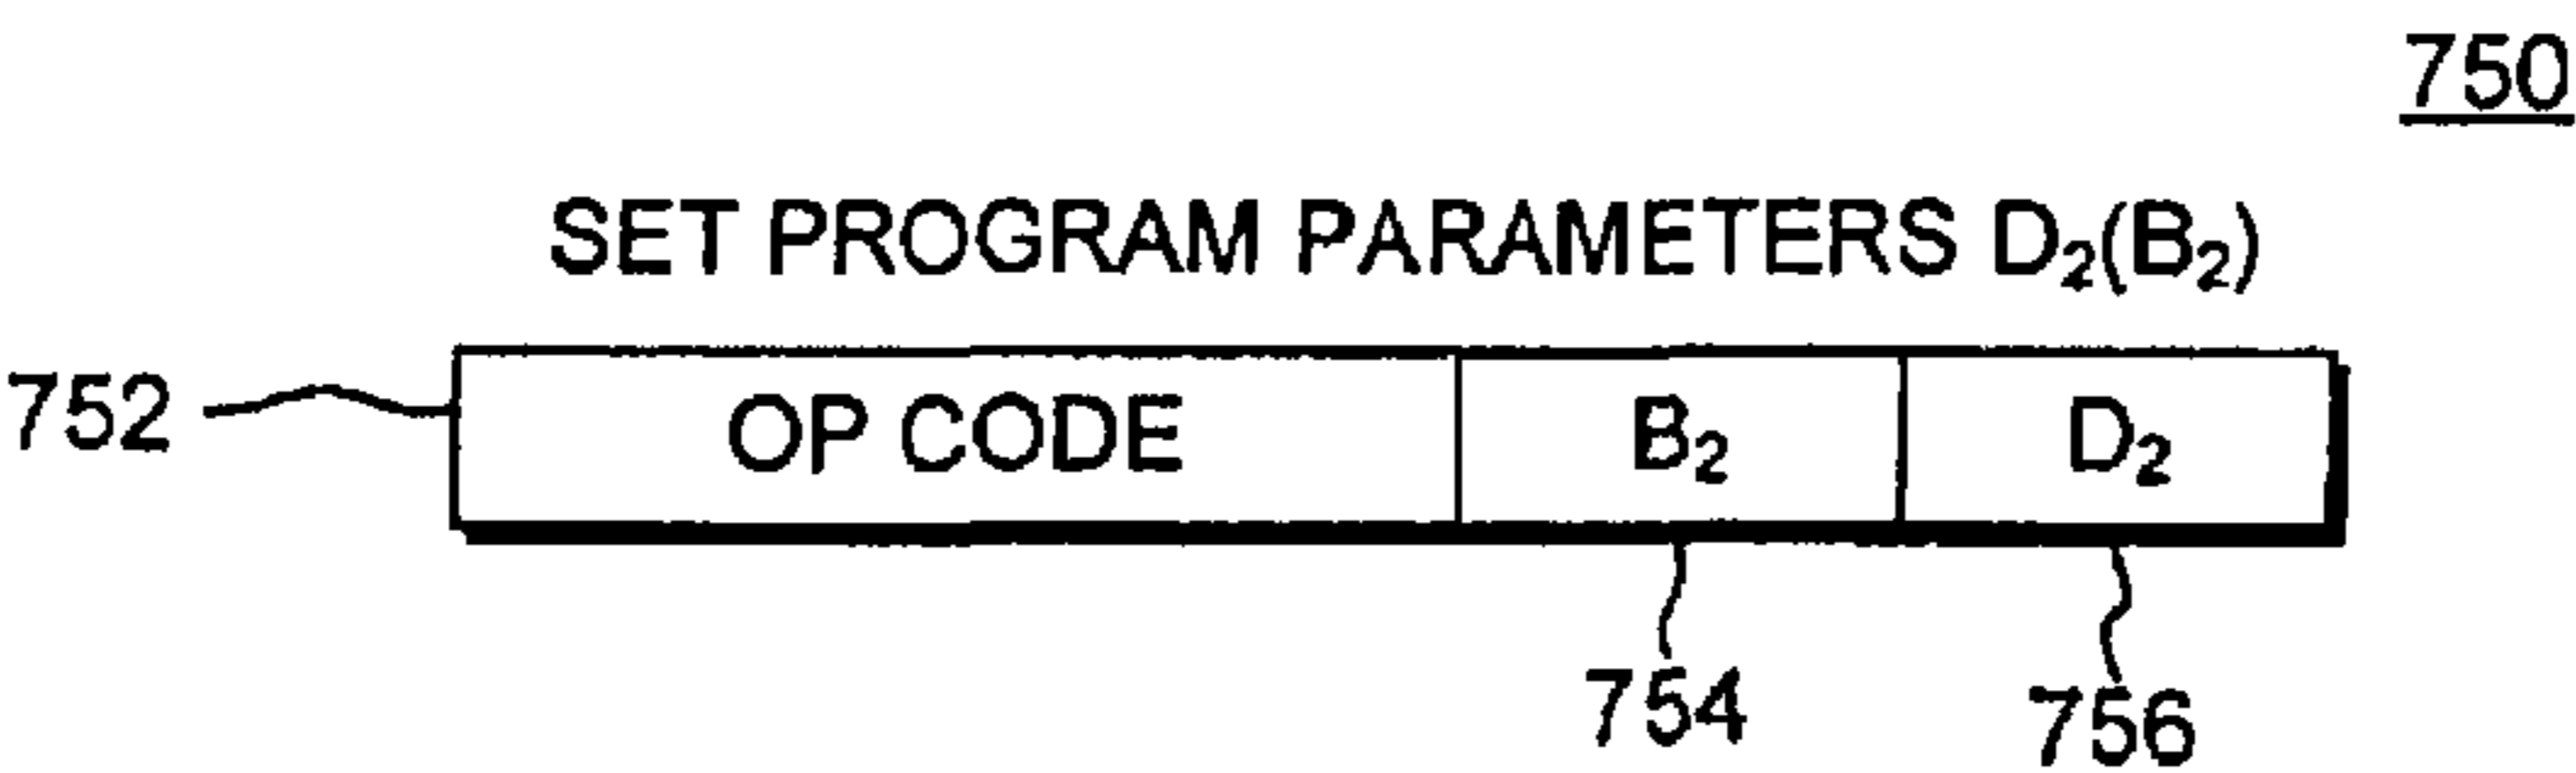 750
SET PROGRAM PARAMETERS D₂(B₂)
752 OP CODE B₂ D₂
754 756